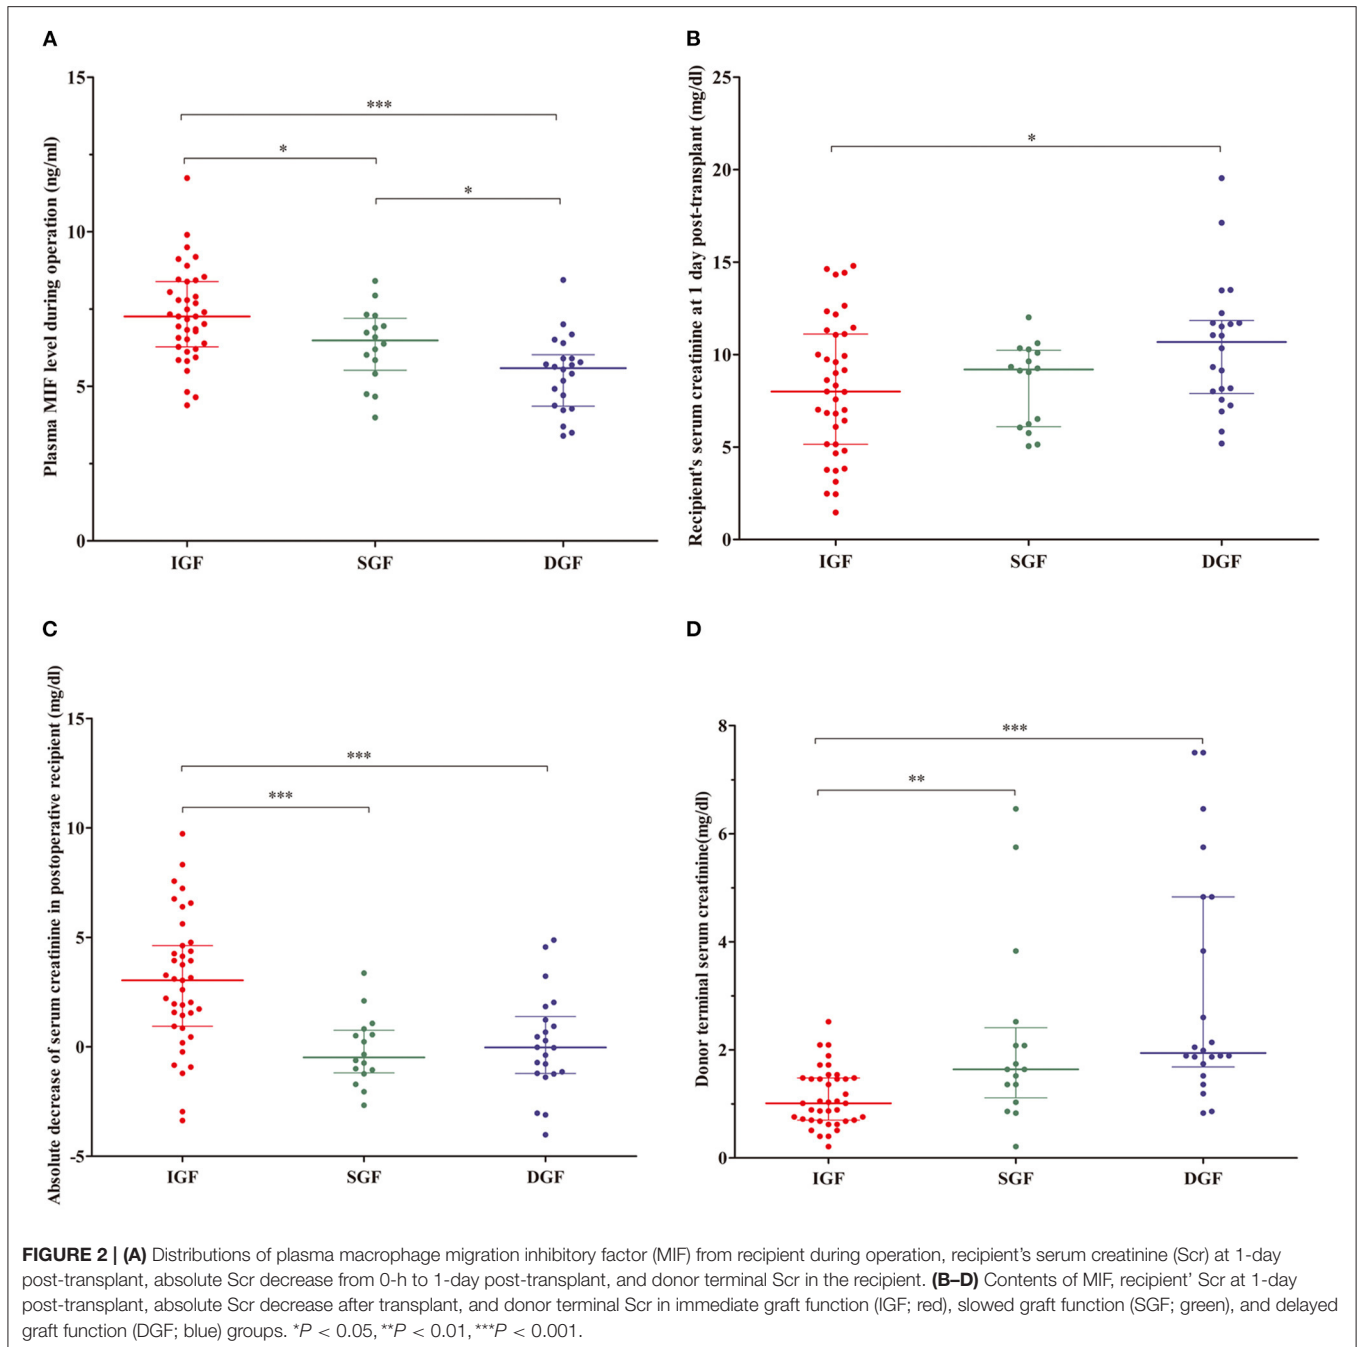 A
Plasma MIF level during operation (ng/ml)
15
10
5
0
***
*
*
IGF SGF DGF
B
Recipient's serum creatinine at 1 day post-transplant (mg/dl)
25
20
15
10
5
0
*
IGF SGF DGF
C
Absolute decrease of serum creatinine in postoperative recipient (mg/dl)
15
10
5
0
-5
***
***
IGF SGF DGF
D
Donor terminal serum creatinine(mg/dl)
8
6
4
2
0
***
**
IGF SGF DGF
FIGURE 2 | (A) Distributions of plasma macrophage migration inhibitory factor (MIF) from recipient during operation, recipient's serum creatinine (Scr) at 1-day
post-transplant, absolute Scr decrease from 0-h to 1-day post-transplant, and donor terminal Scr in the recipient. (B–D) Contents of MIF, recipient' Scr at 1-day
post-transplant, absolute Scr decrease after transplant, and donor terminal Scr in immediate graft function (IGF; red), slowed graft function (SGF; green), and delayed
graft function (DGF; blue) groups. *P < 0.05, **P < 0.01, ***P < 0.001.